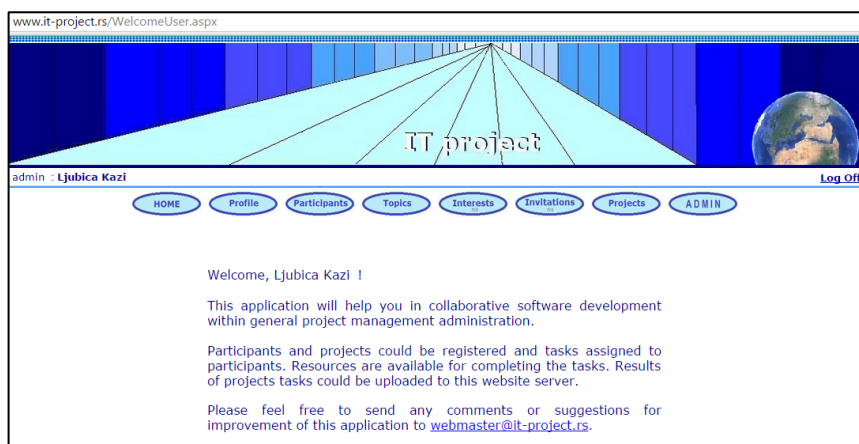 www.it-project.rs/WelcomeUser.aspx
IT project
admin : Ljubica Kazi Log Off
HOME Profile Participants Topics Interests Invitations Projects ADMIN
Welcome, Ljubica Kazi !
This application will help you in collaborative software development
within general project management administration.
Participants and projects could be registered and tasks assigned to
participants. Resources are available for completing the tasks. Results
of projects tasks could be uploaded to this website server.
Please feel free to send any comments or suggestions for
improvement of this application to webmaster@it-project.rs.